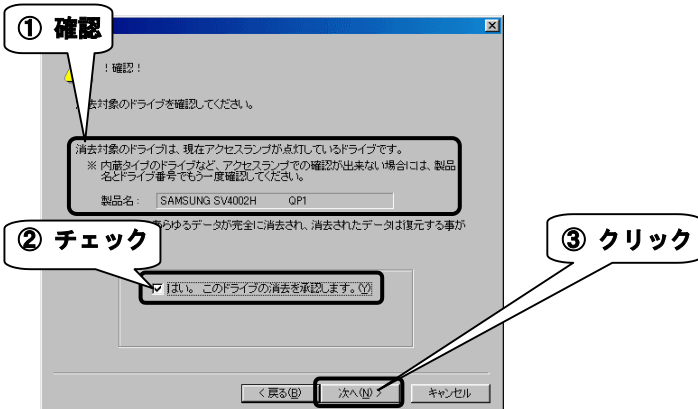 ① 確認
！確認！
去対象のドライブを確認してください。
消去対象のドライブは、現在アクセスランプが点灯しているドライブです。
※ 内蔵タイプのドライブなど、アクセスランプでの確認が出来ない場合には、製品
名とドライブ番号でもう一度確認してください。
製品名： SAMSUNG SV4002H QP1
あらゆるデータが完全に消去され、消去されたデータは復元する事が
② チェック
③ クリック
はい。 このドライブの消去を承認します。(Y)
< 戻る(B) 次へ(N) > キャンセル